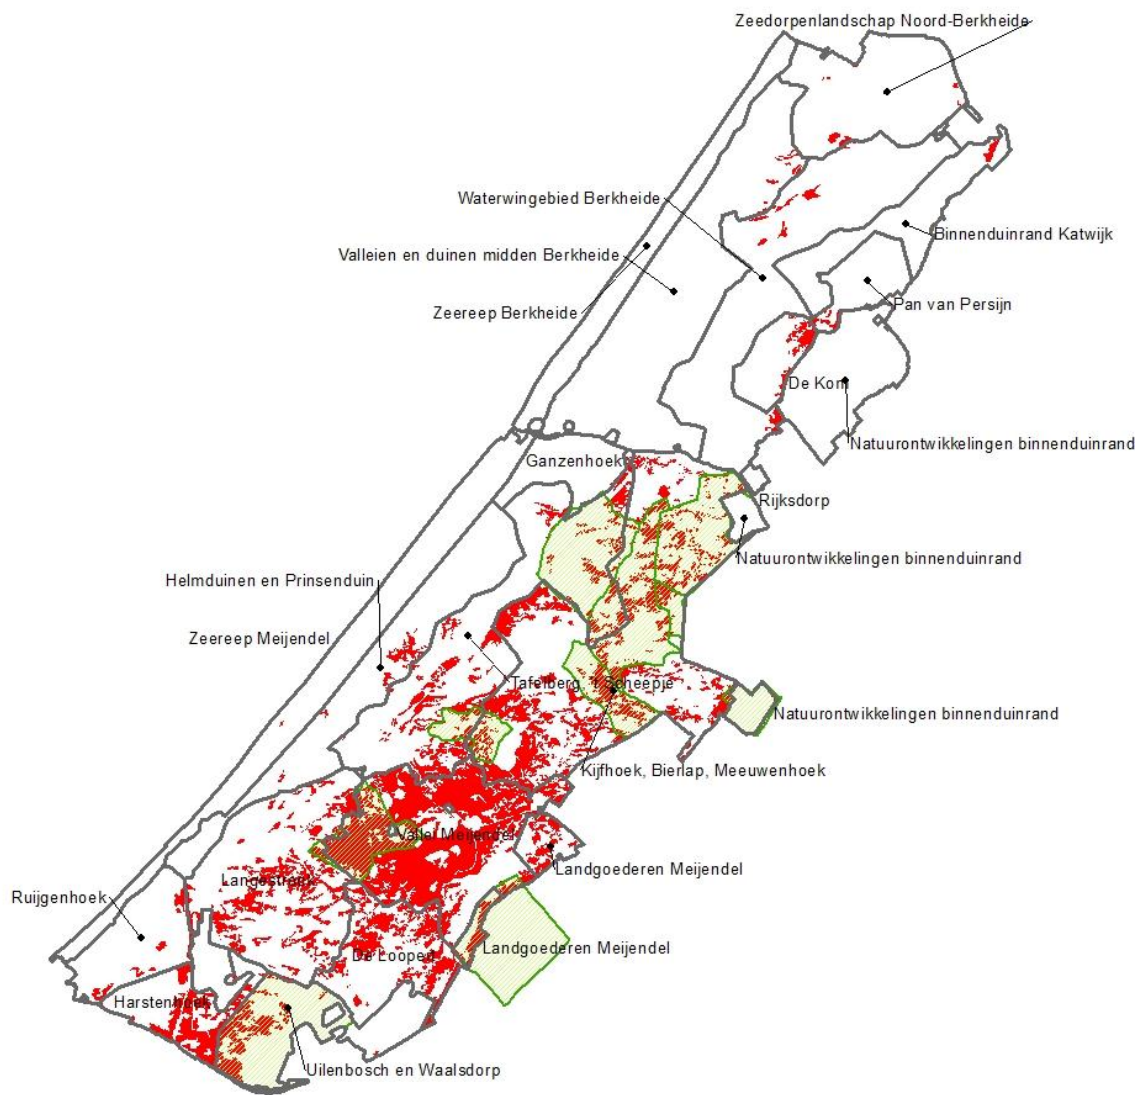 Zeedorpenlandschap Noord-Berkheide
Waterwingebied Berkheide
Binnenduinrand Katwijk
Valleien en duinen midden Berkheide
Pan van Persijn
Zeereep Berkheide
De Kom
Natuurontwikkelingen binnenduinrand
Ganzenhoek
Rijksdorp
Natuurontwikkelingen binnenduinrand
Helmduinen en Prinsenduin
Zeereep Meijendel
Tafelberg, 't Scheepje
Natuurontwikkelingen binnenduinrand
Kijfhoek, Bierlap, Meeuwenhoek
Vallei Meijendel
Landgoederen Meijendel
Langestreek
Ruijgenhoek
Landgoederen Meijendel
De Loopert
Harstenhoek
Uilenbosch en Waalsdorp